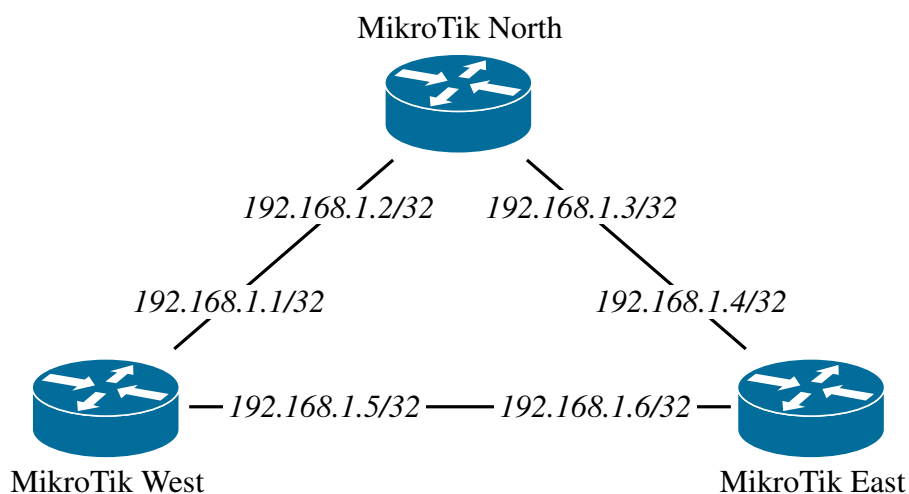 MikroTik North
192.168.1.2/32
192.168.1.3/32
192.168.1.1/32
192.168.1.4/32
192.168.1.5/32
192.168.1.6/32
MikroTik West
MikroTik East